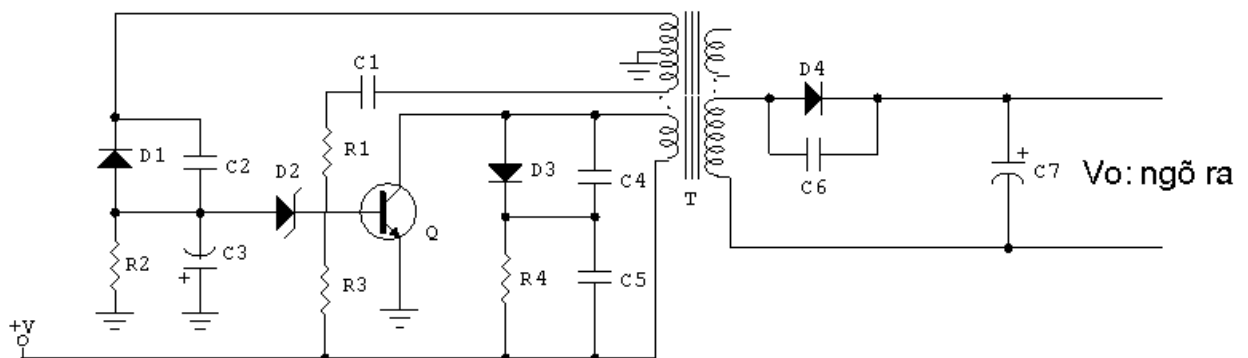 C1
D4
D1
C2
D2
R1
D3
C4
T
C6
C7
+
Vo: ngõ ra
R2
C3
+
R3
Q
R4
C5
+V